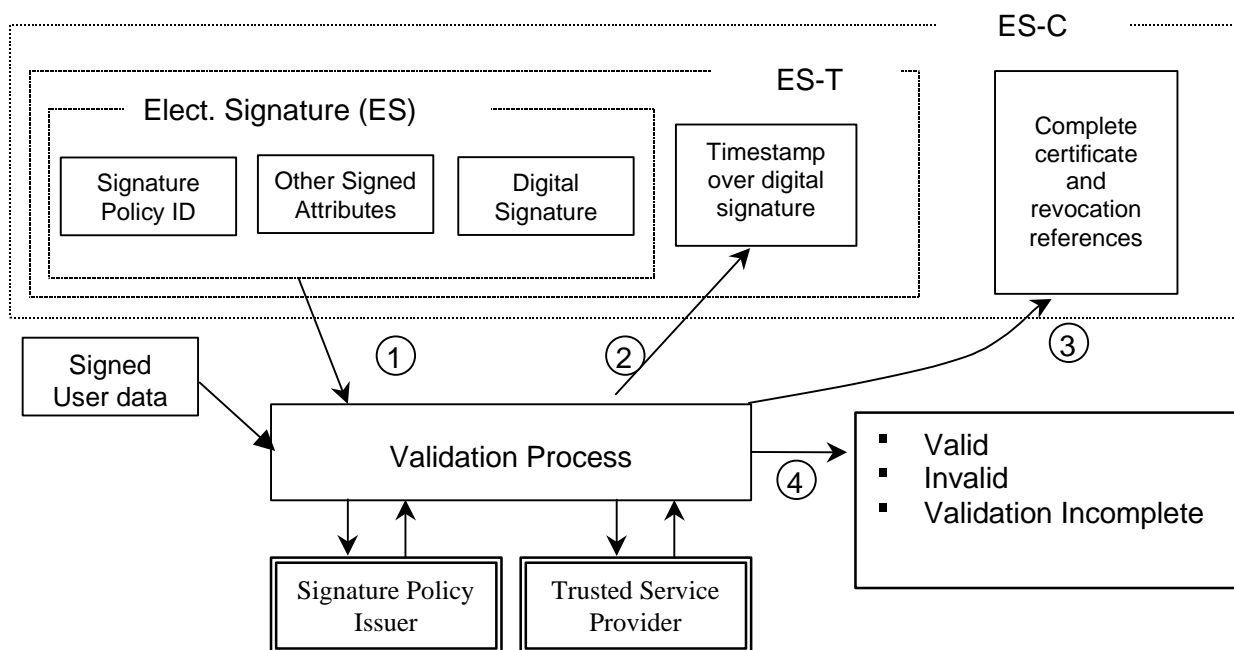 ES-C
ES-T
Elect. Signature (ES)
Signature
Policy ID
Other Signed
Attributes
Digital
Signature
Timestamp
over digital
signature
Complete
certificate
and
revocation
references
1
2
3
Signed
User data
Validation Process
4
▪ Valid
▪ Invalid
▪ Validation Incomplete
Signature Policy
Issuer
Trusted Service
Provider